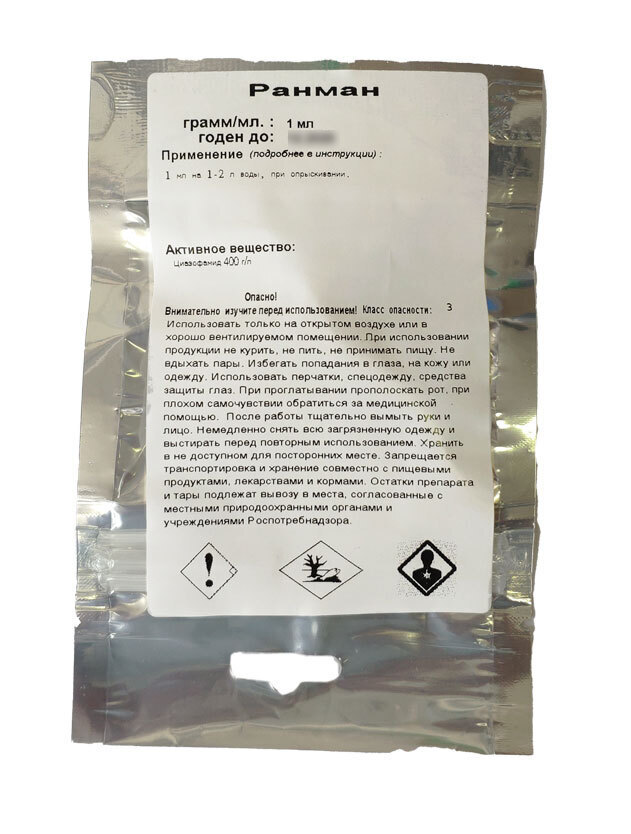 Ранман
грамм/мл. : 1 мл
годен до:
Применение (подробнее в инструкции) :
1 мл на 1-2 л воды, при опрыскивании.
Активное вещество:
Циазофамид 400 г/л
Опасно!
Внимательно изучите перед использованием! Класс опасности: 3
Использовать только на открытом воздухе или в
хорошо вентилируемом помещении. При использовании
продукции не курить, не пить, не принимать пищу. Не
вдыхать пары. Избегать попадания в глаза, на кожу или
одежду. Использовать перчатки, спецодежду, средства
защиты глаз. При проглатывании прополоскать рот, при
плохом самочувствии обратиться за медицинской
помощью. После работы тщательно вымыть руки и
лицо. Немедленно снять всю загрязненную одежду и
выстирать перед повторным использованием. Хранить
в не доступном для посторонних месте. Запрещается
транспортировка и хранение совместно с пищевыми
продуктами, лекарствами и кормами. Остатки препарата
и тары подлежат вывозу в места, согласованные с
местными природоохранными органами и
учреждениями Роспотребнадзора.